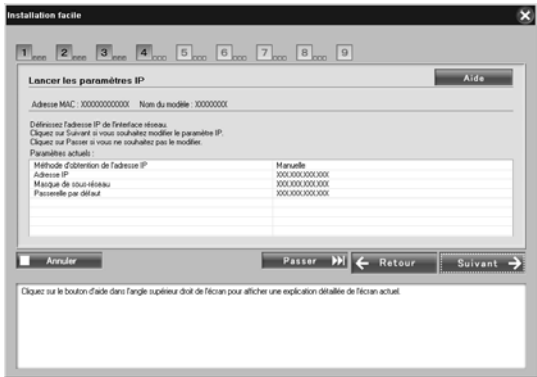 Installation facile
1 2 3 4 5 6 7 8 9
Lancer les paramètres IP
Aide
Adresse MAC : XXXXXXXXXXXX Nom du modèle : XXXXXXXX
Définissez l'adresse IP de l'interface réseau.
Cliquez sur Suivant si vous souhaitez modifier le paramètre IP.
Cliquez sur Passer si vous ne souhaitez pas le modifier.
Paramètres actuels :
Méthode d'obtention de l'adresse IP Manuelle
Adresse IP XXX.XXX.XXX.XXX
Masque de sous-réseau XXX.XXX.XXX.XXX
Passerelle par défaut XXX.XXX.XXX.XXX
Annuler Passer Retour Suivant
Cliquez sur le bouton d'aide dans l'angle supérieur droit de l'écran pour afficher une explication détaillée de l'écran actuel.